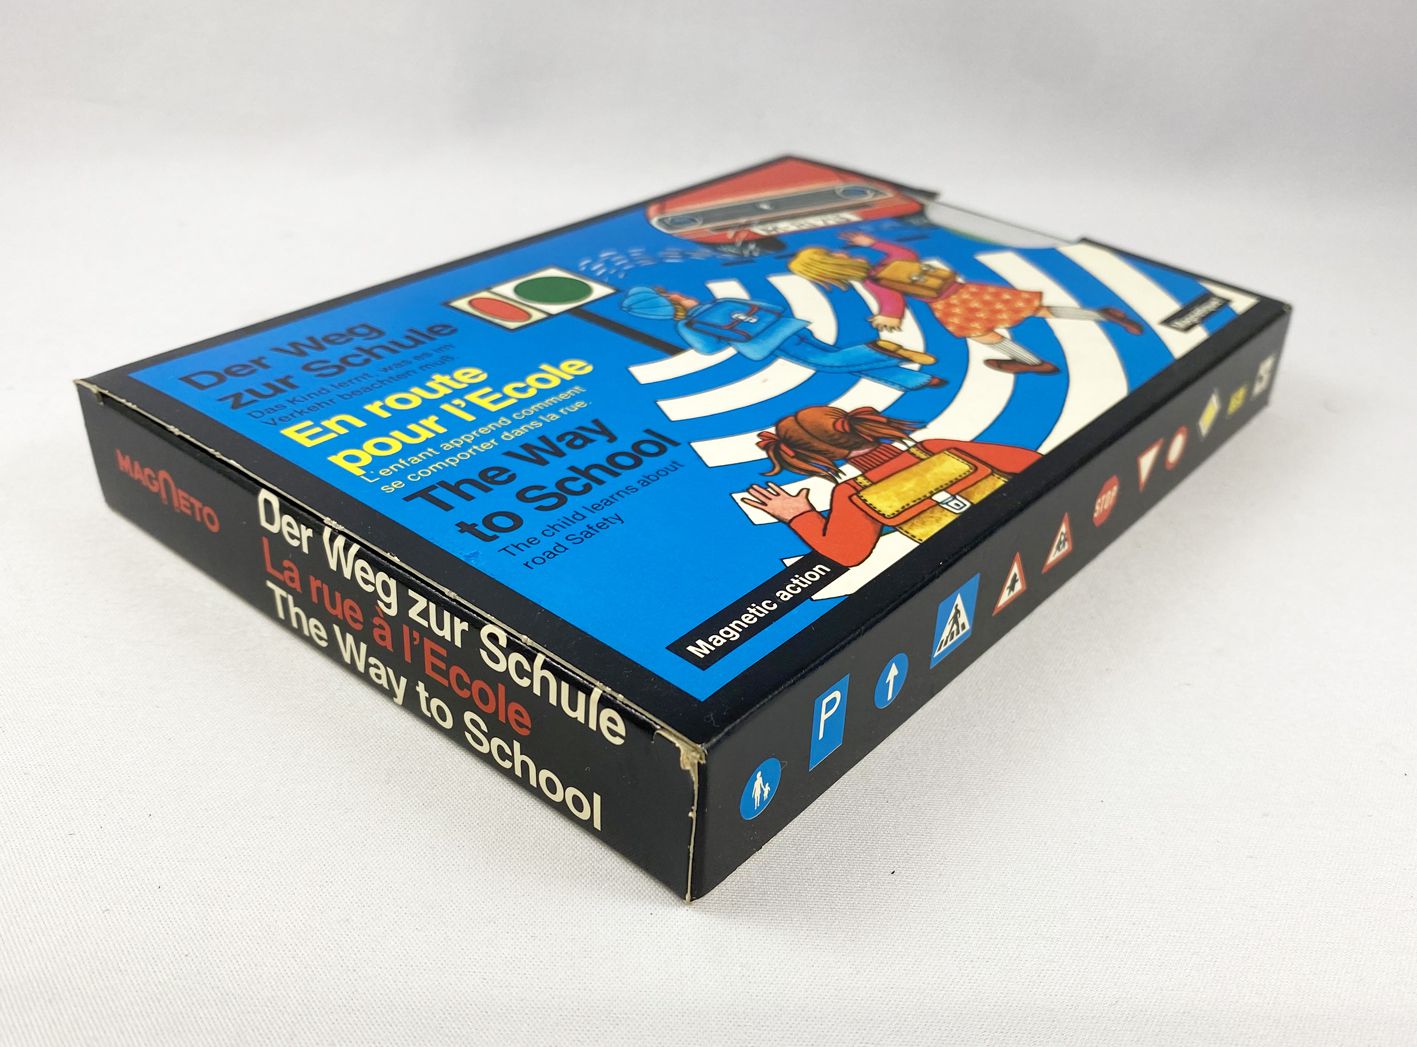 Der Weg
zur Schule
Das Kind lernt, was es im
Verkehr beachten muß.
En route
pour l'Ecole
L'enfant apprend comment
se comporter dans la rue.
The Way
to School
The child learns about
road Safety
Magnetic action
MAGNETO
Der Weg zur Schule
La rue à l'Ecole
The Way to School
P
STOP